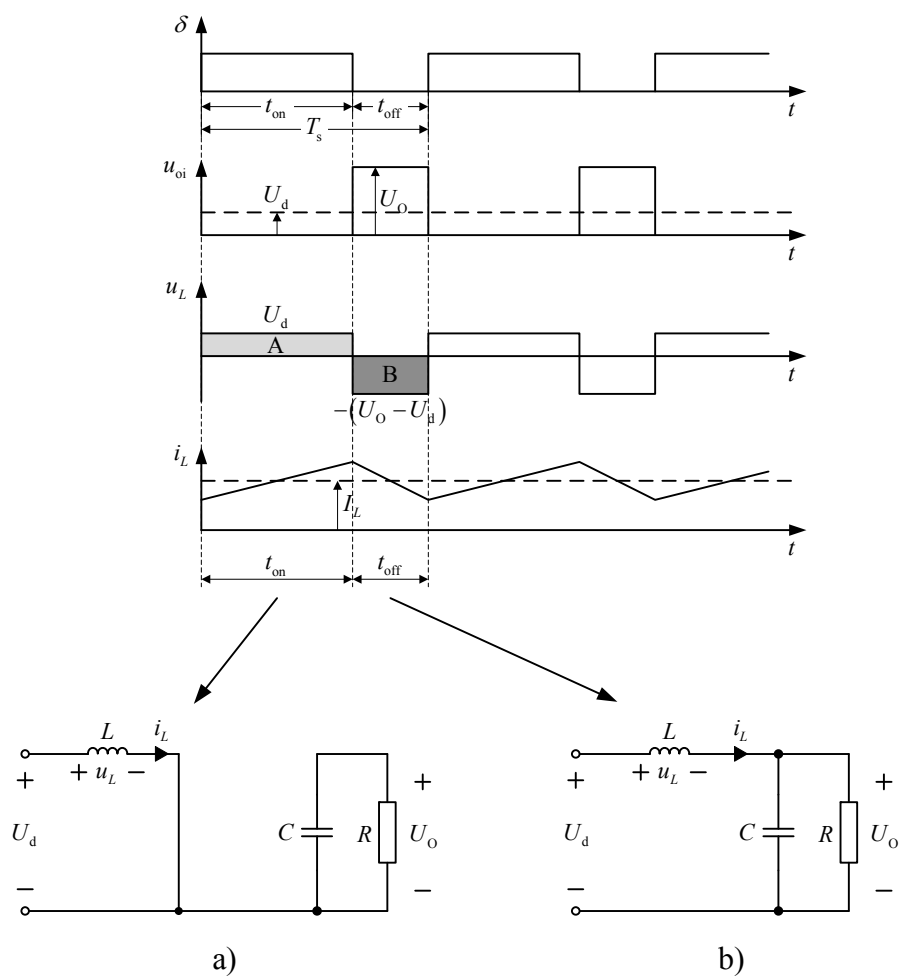 δ
t
t_on t_off
T_s
u_oi
U_d U_O
t
u_L
U_d
A
B
−(U_O − U_d)
t
i_L
I_L
t
t_on t_off
L i_L
+ u_L −
+
U_d
−
C R
+
U_O
−
a)
L i_L
+ u_L −
+
U_d
−
C R
+
U_O
−
b)